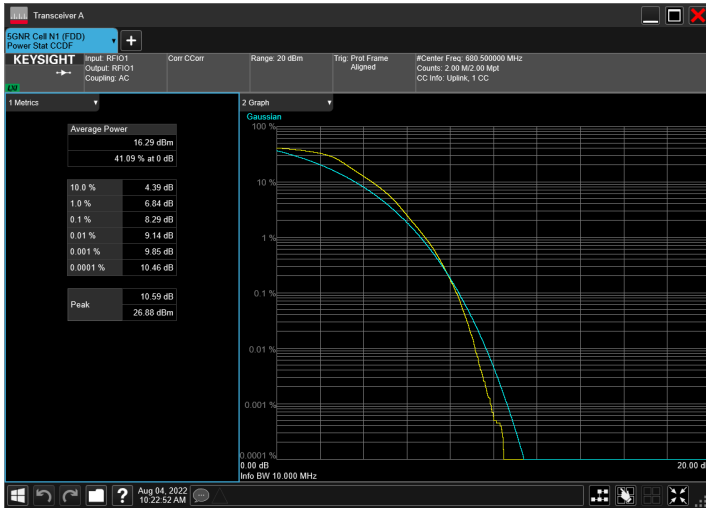 Transceiver A
5GNR Cell N1 (FDD)
Power Stat CCDF
KEYSIGHT
LXI
Input: RFIO1
Output: RFIO1
Coupling: AC
Corr CCorr
Range: 20 dBm
Trig: Prot Frame
Aligned
#Center Freq: 680.500000 MHz
Counts: 2.00 M/2.00 Mpt
CC Info: Uplink, 1 CC
1 Metrics
Average Power
16.29 dBm
41.09 % at 0 dB
10.0 % 4.39 dB
1.0 % 6.84 dB
0.1 % 8.29 dB
0.01 % 9.14 dB
0.001 % 9.85 dB
0.0001 % 10.46 dB
Peak
10.59 dB
26.88 dBm
2 Graph
Gaussian
100 %
10 %
1 %
0.1 %
0.01 %
0.001 %
0.0001 %
0.00 dB
20.00 d
Info BW 10.000 MHz
Aug 04, 2022
10:22:52 AM